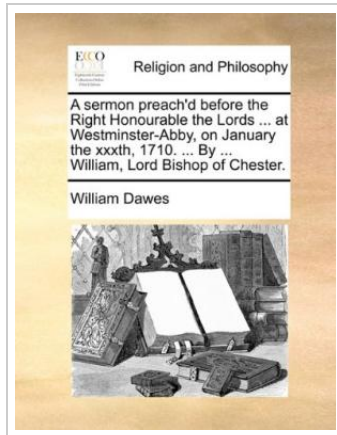 ECCO
Religion and Philosophy
A sermon preach'd before the
Right Honourable the Lords ... at
Westminster-Abby, on January
the xxxth, 1710. ... By ...
William, Lord Bishop of Chester.
William Dawes